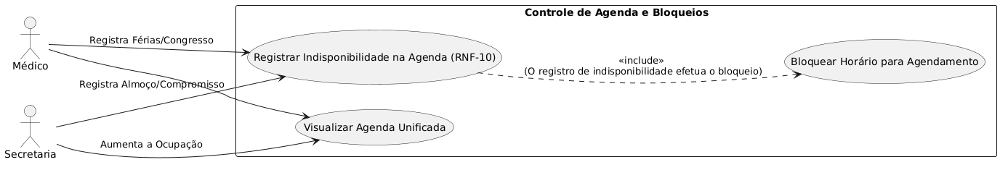 Controle de Agenda e Bloqueios
Registra Férias/Congresso
Médico
Registrar Indisponibilidade na Agenda (RNF-10)
«include»
(O registro de indisponibilidade efetua o bloqueio)
Bloquear Horário para Agendamento
Registra Almoço/Compromisso
Visualizar Agenda Unificada
Aumenta a Ocupação
Secretaria